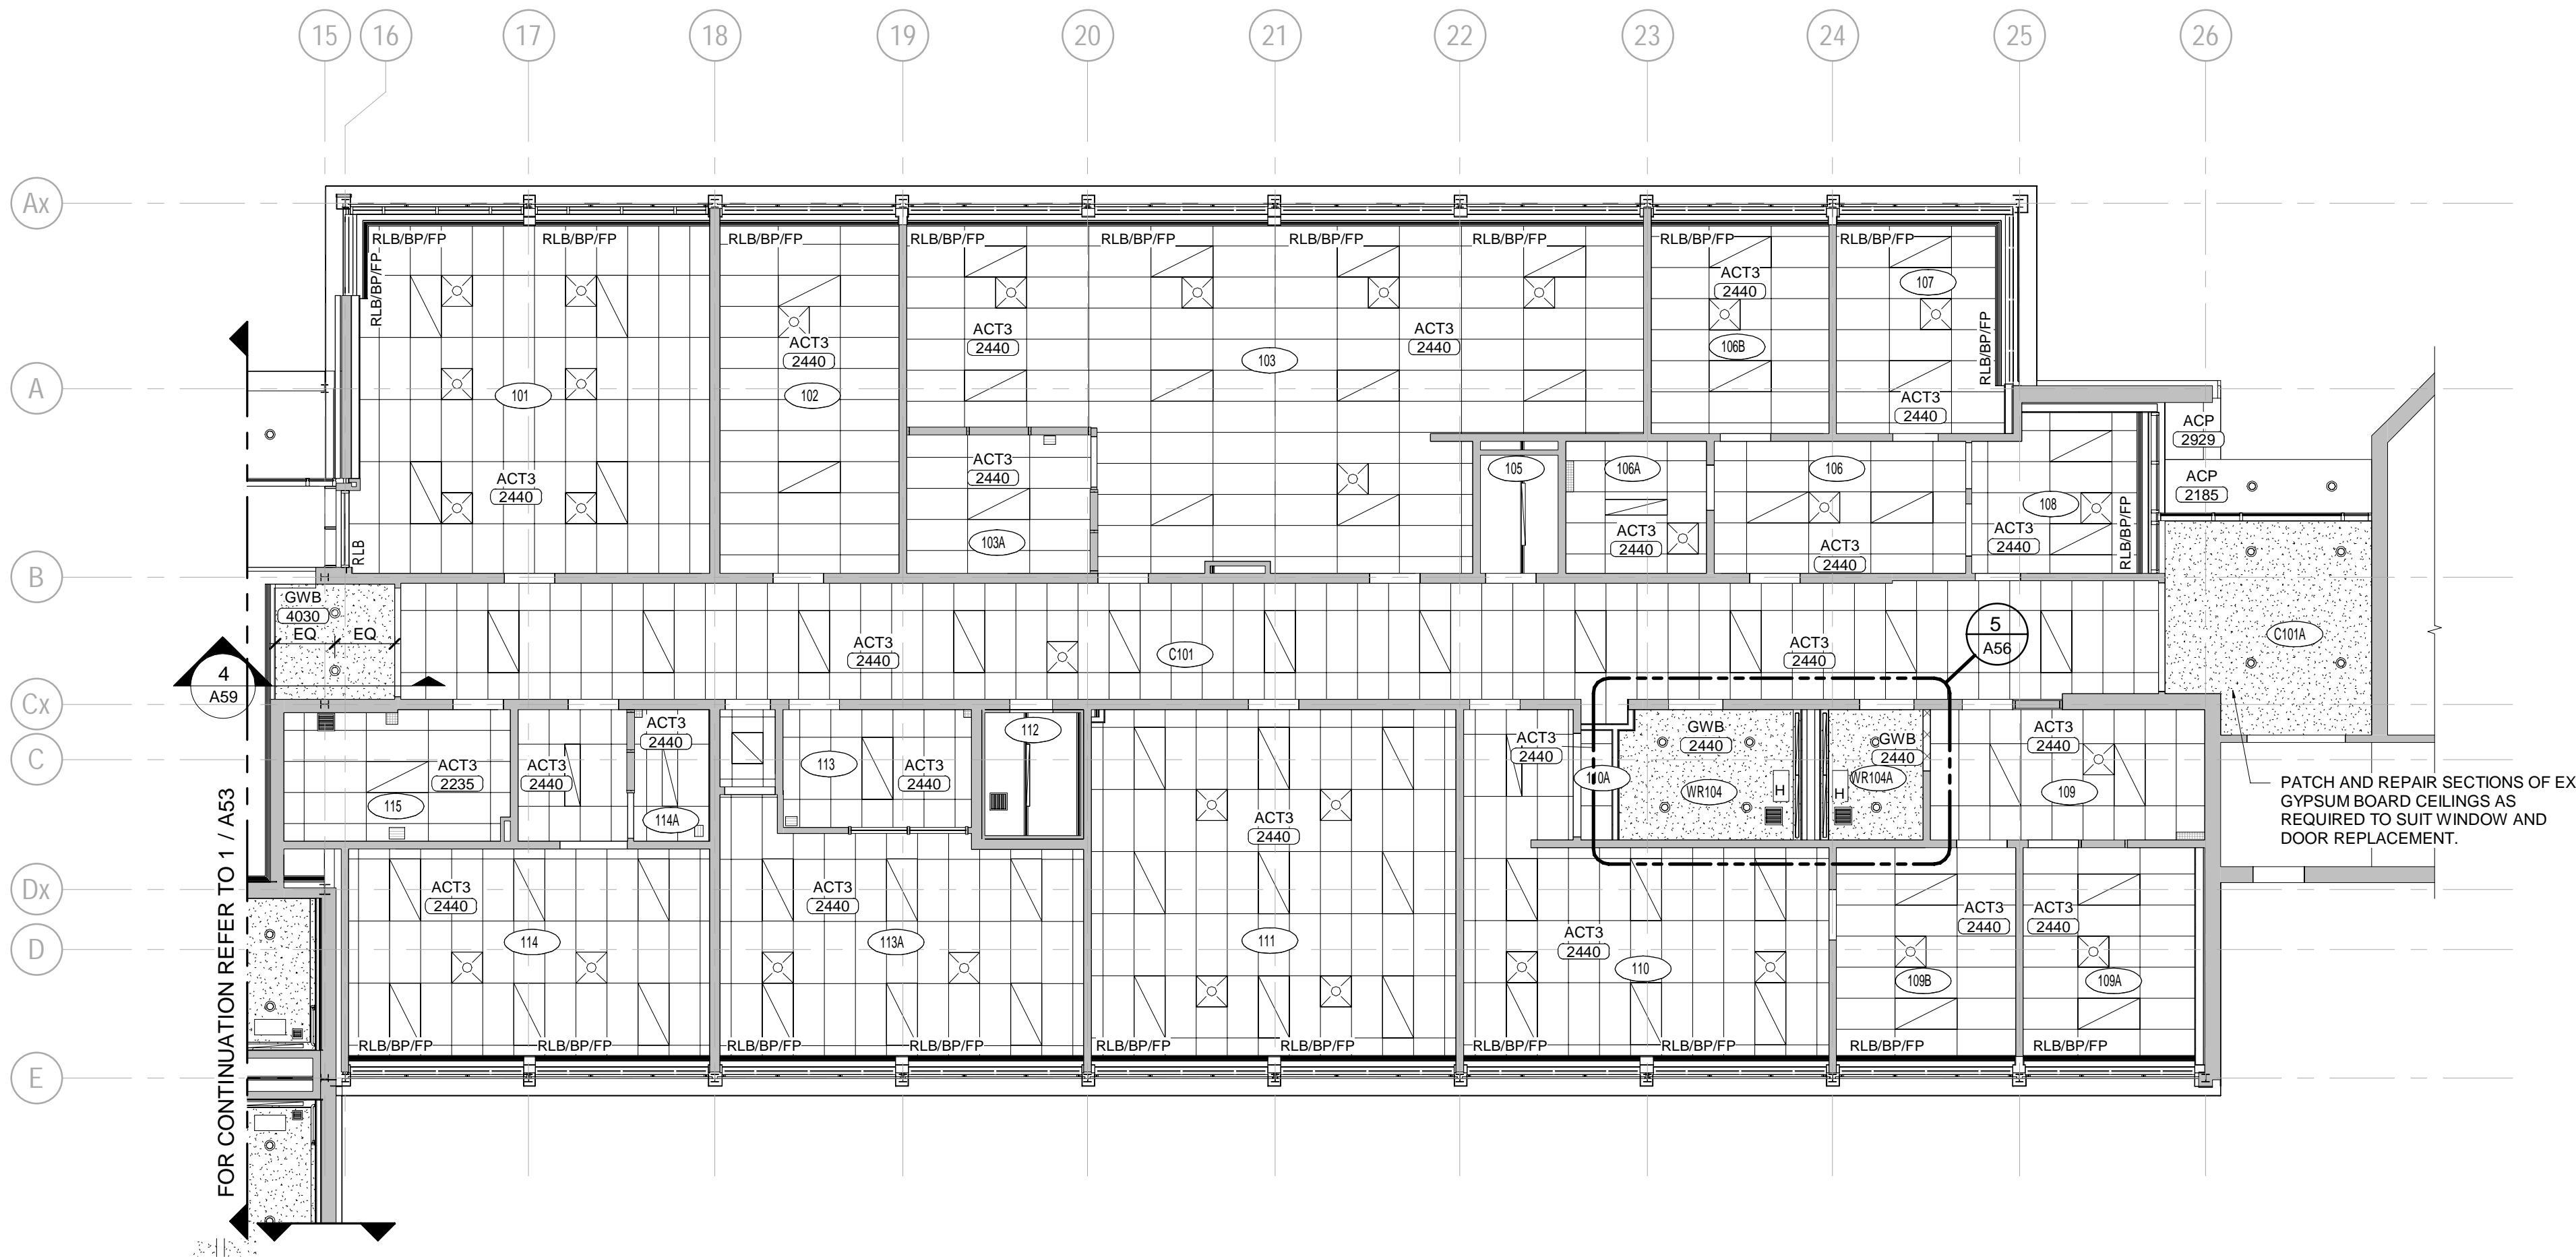 15
16
17
18
19
20
21
22
23
24
25
26
Ax
A
B
Cx
C
Dx
D
E
RLB/BP/FP
RLB/BP/FP
RLB/BP/FP
RLB/BP/FP
RLB/BP/FP
RLB/BP/FP
RLB/BP/FP
RLB/BP/FP
RLB/BP/FP
RLB/BP/FP
RLB/BP/FP
RLB/BP/FP
RLB
101
ACT3
2440
ACT3
2440
102
ACT3
2440
103
ACT3
2440
ACT3
2440
103A
105
106A
ACT3
2440
ACT3
2440
106B
106
ACT3
2440
107
ACT3
2440
108
ACT3
2440
ACP
2929
ACP
2185
C101A
GWB
4030
EQ
EQ
ACT3
2440
C101
ACT3
2440
5
A56
4
A59
ACT3
2235
115
ACT3
2440
ACT3
2440
114A
113
ACT3
2440
112
ACT3
2440
110A
GWB
2440
WR104
H
GWB
2440
WR104A
H
ACT3
2440
109
PATCH AND REPAIR SECTIONS OF EX
GYPSUM BOARD CEILINGS AS
REQUIRED TO SUIT WINDOW AND
DOOR REPLACEMENT.
ACT3
2440
114
ACT3
2440
113A
ACT3
2440
111
ACT3
2440
110
ACT3
2440
109B
ACT3
2440
109A
RLB/BP/FP
RLB/BP/FP
RLB/BP/FP
RLB/BP/FP
RLB/BP/FP
RLB/BP/FP
RLB/BP/FP
RLB/BP/FP
RLB/BP/FP
RLB/BP/FP
FOR CONTINUATION REFER TO 1 / A53